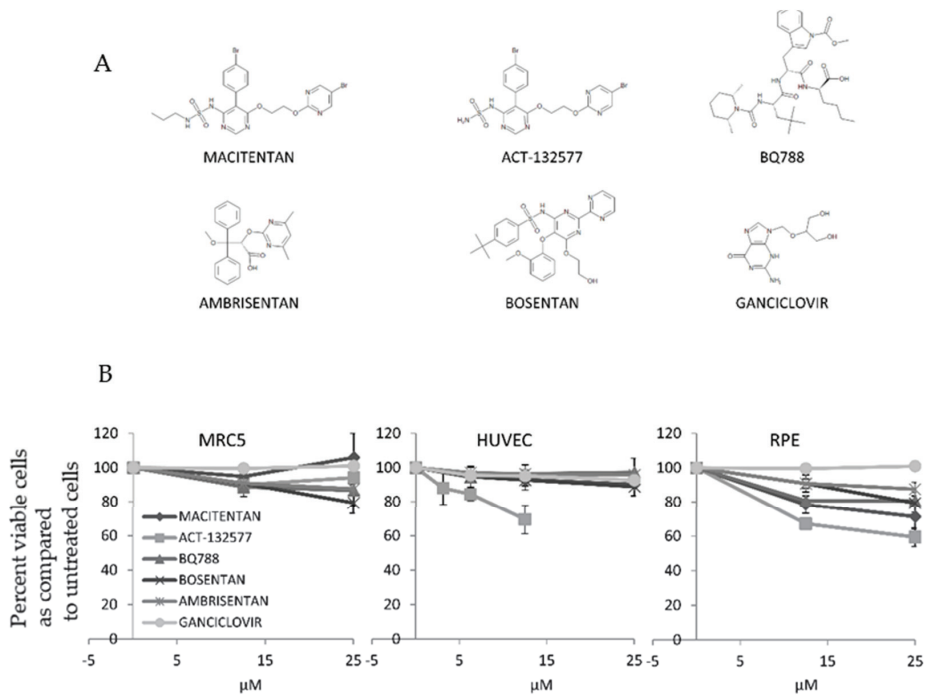 A
MACITENTAN
ACT-132577
BQ788
AMBRISENTAN
BOSENTAN
GANCICLOVIR
B
Percent viable cells
as compared
to untreated cells
MRC5
120
100
80
60
40
20
0
-5
5
15
25
µM
MACITENTAN
ACT-132577
BQ788
BOSENTAN
AMBRISENTAN
GANCICLOVIR
HUVEC
120
100
80
60
40
20
0
-5
5
15
25
µM
RPE
120
100
80
60
40
20
0
-5
5
15
25
µM